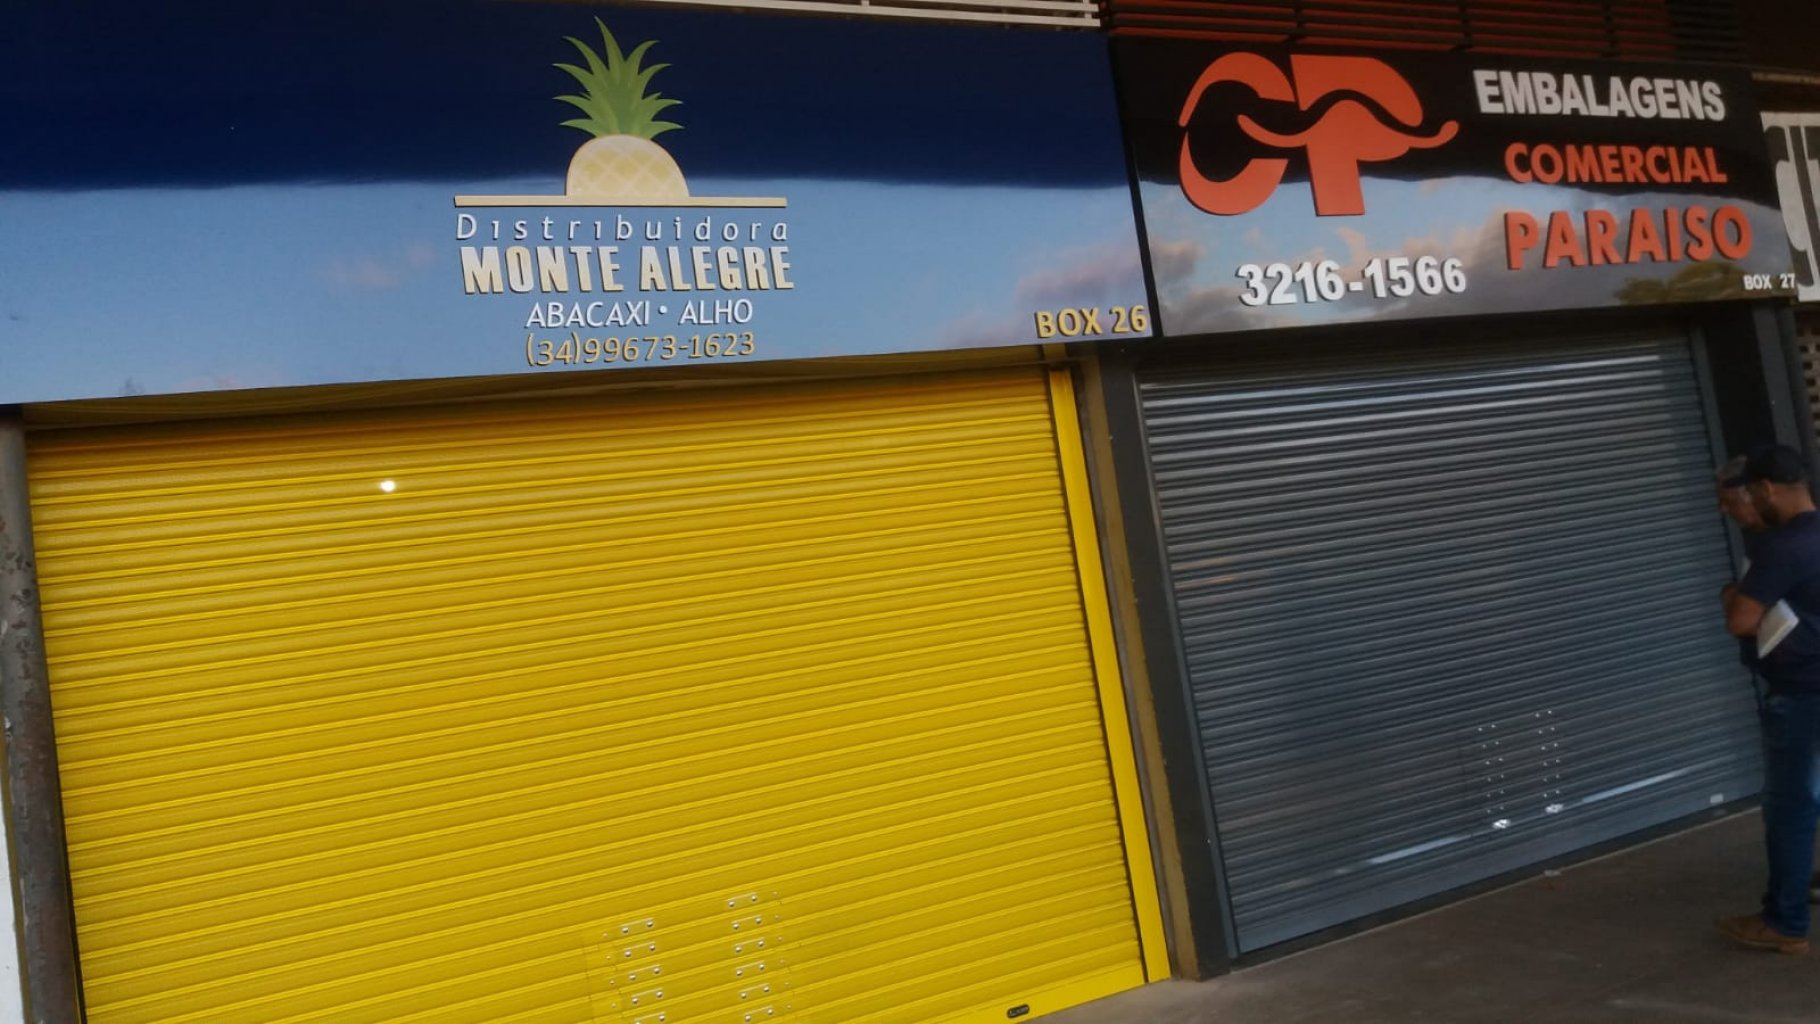 Distribuidora
MONTE ALEGRE
ABACAXI • ALHO
(34)99673-1623
BOX 26
CP
EMBALAGENS
COMERCIAL
PARAISO
3216-1566
BOX 27